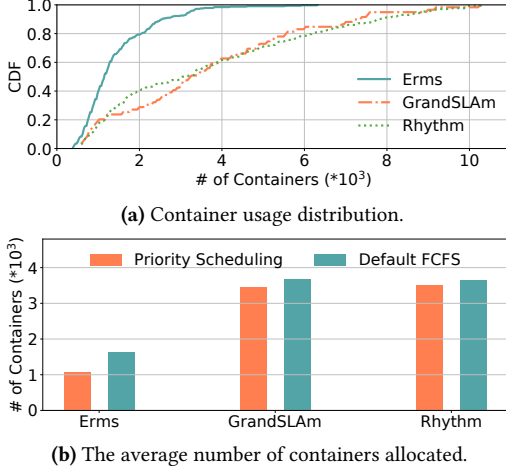 1.0
0.8
0.6
0.4
0.2
0.0
CDF
Erms
GrandSLAm
Rhythm
0 2 4 6 8 10
# of Containers (*10³)
(a) Container usage distribution.
Priority Scheduling Default FCFS
4
3
2
1
0
# of Containers (*10³)
Erms GrandSLAm Rhythm
(b) The average number of containers allocated.